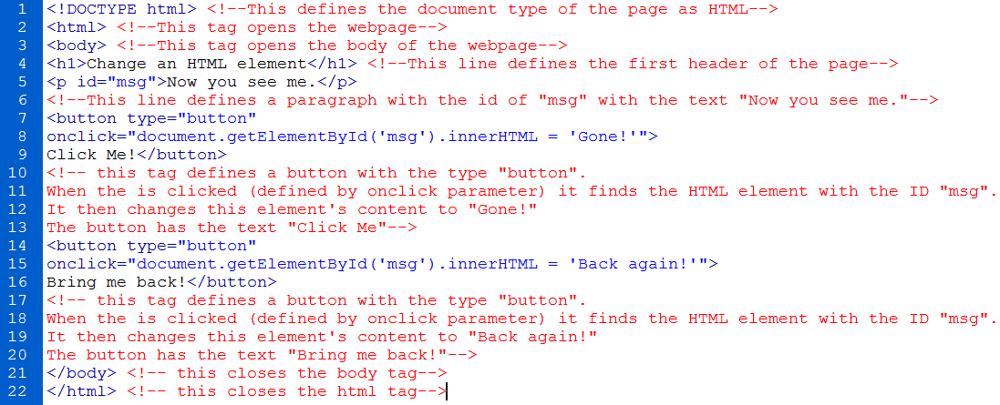 1 <!DOCTYPE html> <!--This defines the document type of the page as HTML-->
2 <html> <!--This tag opens the webpage-->
3 <body> <!--This tag opens the body of the webpage-->
4 <h1>Change an HTML element</h1> <!--This line defines the first header of the page-->
5 <p id="msg">Now you see me.</p>
6 <!--This line defines a paragraph with the id of "msg" with the text "Now you see me."-->
7 <button type="button"
8 onclick="document.getElementById('msg').innerHTML = 'Gone!'">
9 Click Me!</button>
10 <!-- this tag defines a button with the type "button".
11 When the is clicked (defined by onclick parameter) it finds the HTML element with the ID "msg".
12 It then changes this element's content to "Gone!"
13 The button has the text "Click Me"-->
14 <button type="button"
15 onclick="document.getElementById('msg').innerHTML = 'Back again!'">
16 Bring me back!</button>
17 <!-- this tag defines a button with the type "button".
18 When the is clicked (defined by onclick parameter) it finds the HTML element with the ID "msg".
19 It then changes this element's content to "Back again!"
20 The button has the text "Bring me back!"-->
21 </body> <!-- this closes the body tag-->
22 </html> <!-- this closes the html tag-->